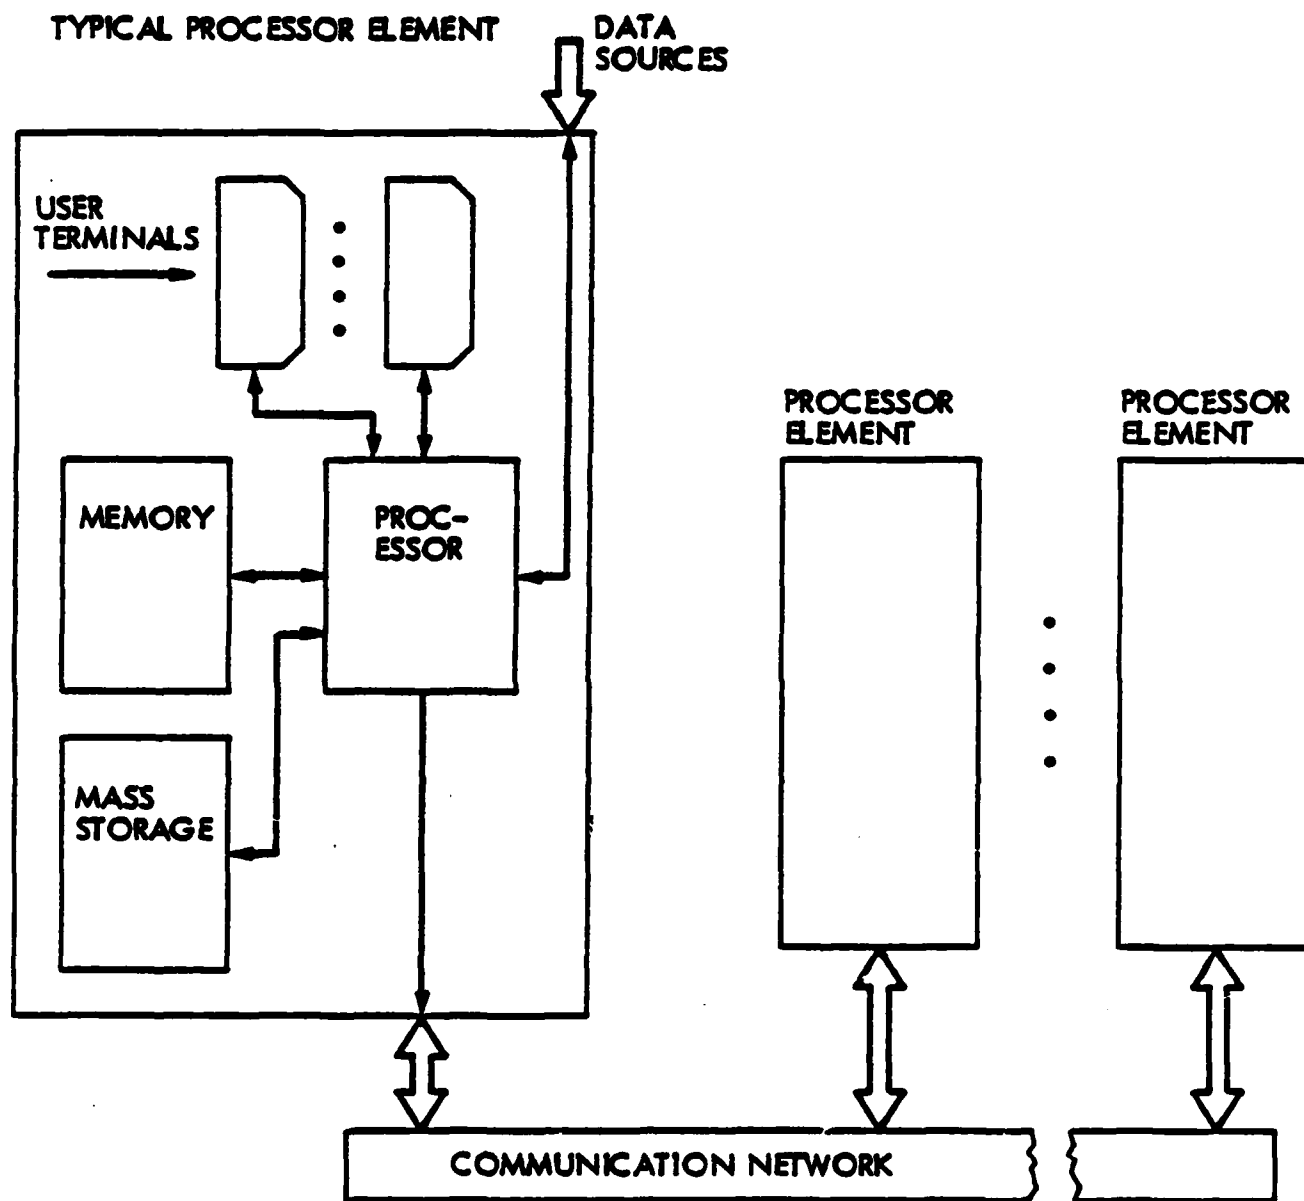 TYPICAL PROCESSOR ELEMENT
DATA
SOURCES
USER
TERMINALS
MEMORY
PROC-
ESSOR
MASS
STORAGE
PROCESSOR
ELEMENT
PROCESSOR
ELEMENT
COMMUNICATION NETWORK